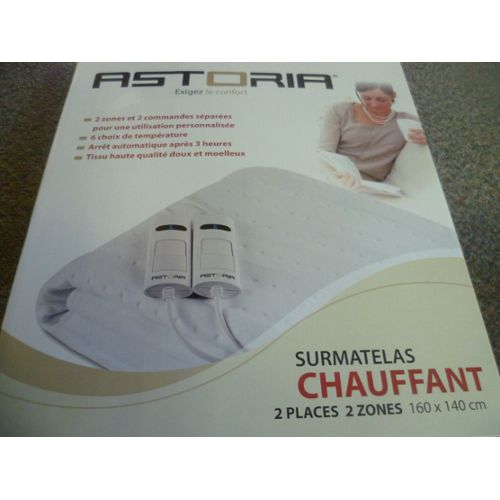 ASTORIA
Exigez le confort
2 zones et 2 commandes séparées
pour une utilisation personnalisée
6 choix de température
Arrêt automatique après 3 heures
Tissu haute qualité doux et moelleux
ASTORIA ASTORIA
SURMATELAS
CHAUFFANT
2 PLACES 2 ZONES 160 x 140 cm